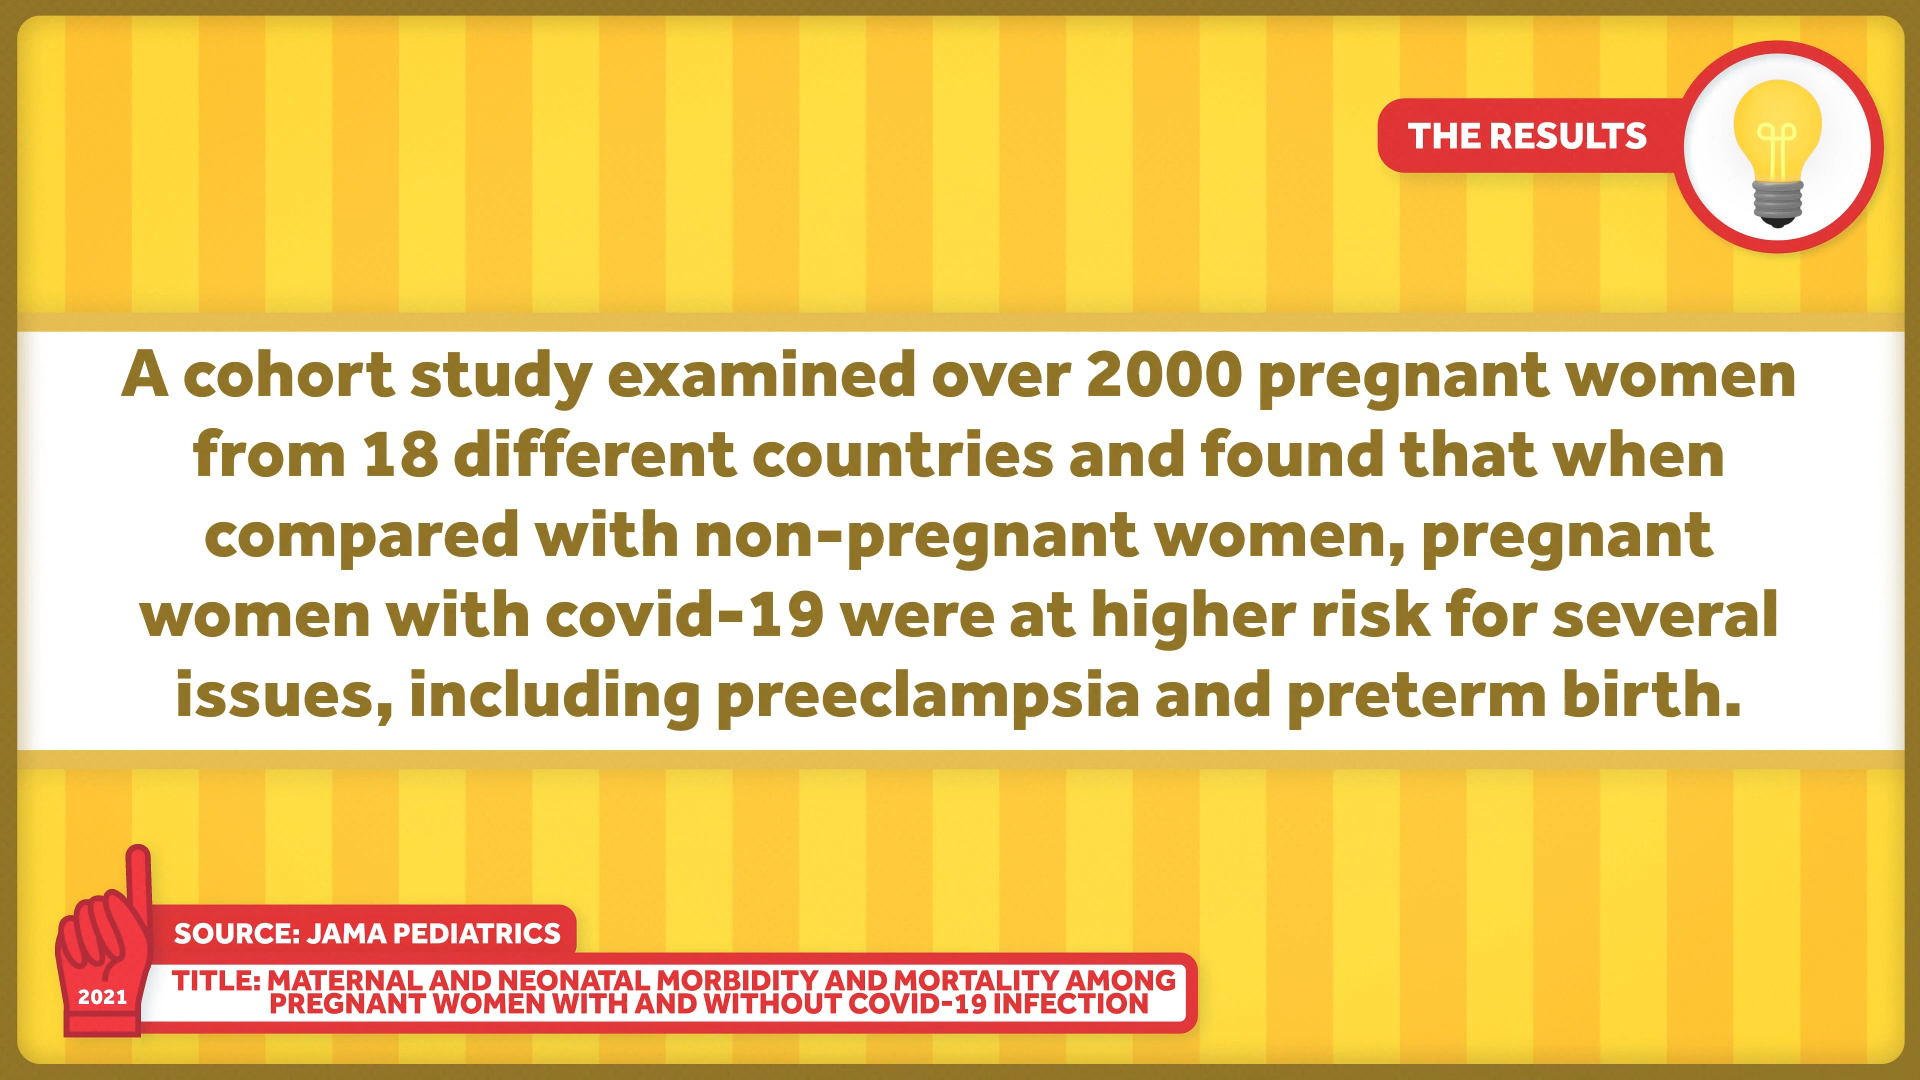 THE RESULTS
A cohort study examined over 2000 pregnant women
from 18 different countries and found that when
compared with non-pregnant women, pregnant
women with covid-19 were at higher risk for several
issues, including preeclampsia and preterm birth.
SOURCE: JAMA PEDIATRICS
TITLE: MATERNAL AND NEONATAL MORBIDITY AND MORTALITY AMONG
PREGNANT WOMEN WITH AND WITHOUT COVID-19 INFECTION
2021